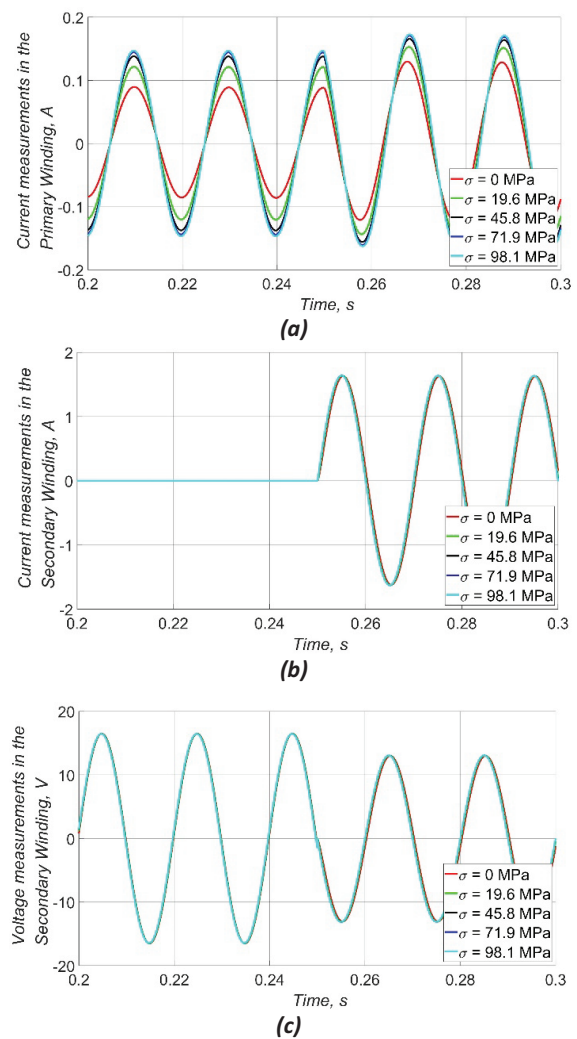 Current measurements in the
Primary Winding, A
0.2
0.1
0
-0.1
-0.2
σ = 0 MPa
σ = 19.6 MPa
σ = 45.8 MPa
σ = 71.9 MPa
σ = 98.1 MPa
0.2 0.22 0.24 0.26 0.28 0.3
Time, s
(a)
Current measurements in the
Secondary Winding, A
2
1
0
-1
-2
σ = 0 MPa
σ = 19.6 MPa
σ = 45.8 MPa
σ = 71.9 MPa
σ = 98.1 MPa
0.2 0.22 0.24 0.26 0.28 0.3
Time, s
(b)
Voltage measurements in the
Secondary Winding, V
20
10
0
-10
-20
σ = 0 MPa
σ = 19.6 MPa
σ = 45.8 MPa
σ = 71.9 MPa
σ = 98.1 MPa
0.2 0.22 0.24 0.26 0.28 0.3
Time, s
(c)